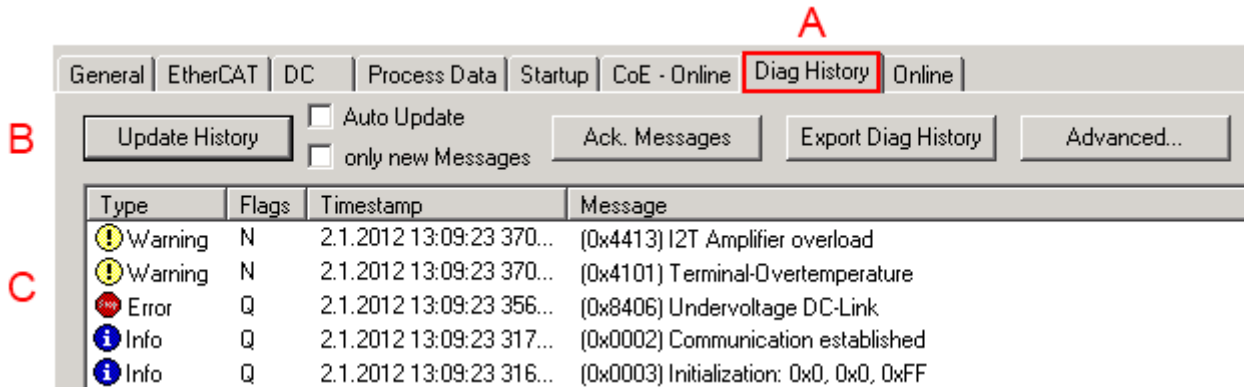 A
General EtherCAT DC Process Data Startup CoE - Online Diag History Online
B
Update History Auto Update only new Messages Ack. Messages Export Diag History Advanced...
Type Flags Timestamp Message
C
Warning N 2.1.2012 13:09:23 370... (0x4413) I2T Amplifier overload
Warning N 2.1.2012 13:09:23 370... (0x4101) Terminal-Overtemperature
Error Q 2.1.2012 13:09:23 356... (0x8406) Undervoltage DC-Link
Info Q 2.1.2012 13:09:23 317... (0x0002) Communication established
Info Q 2.1.2012 13:09:23 316... (0x0003) Initialization: 0x0, 0x0, 0xFF